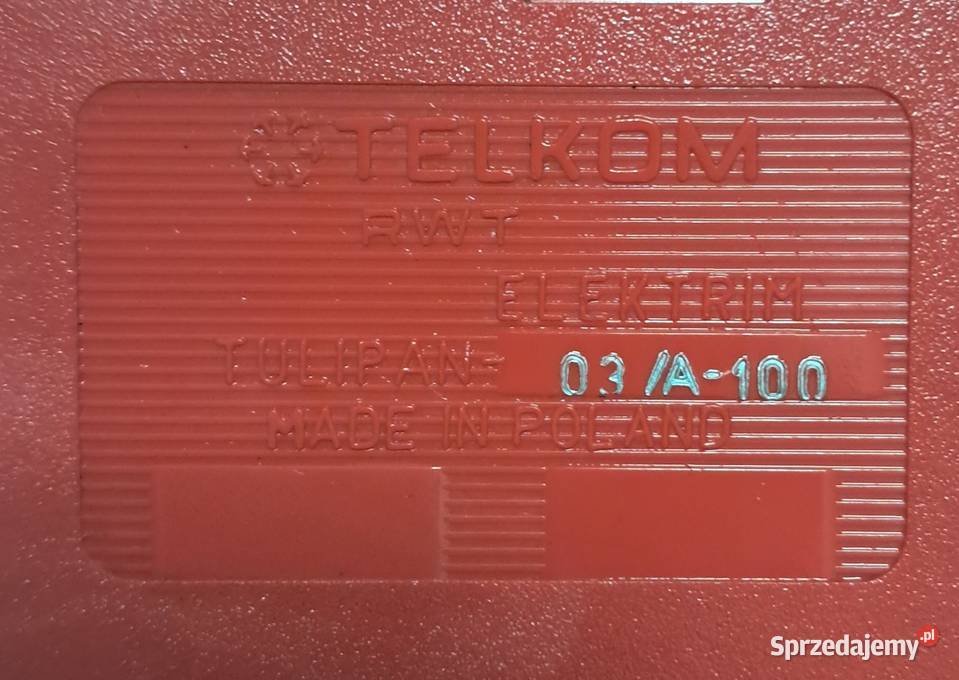 TELKOM
RWT
ELEKTRIM
TULIPAN-03/A-100
MADE IN POLAND
Sprzedajemy.pl